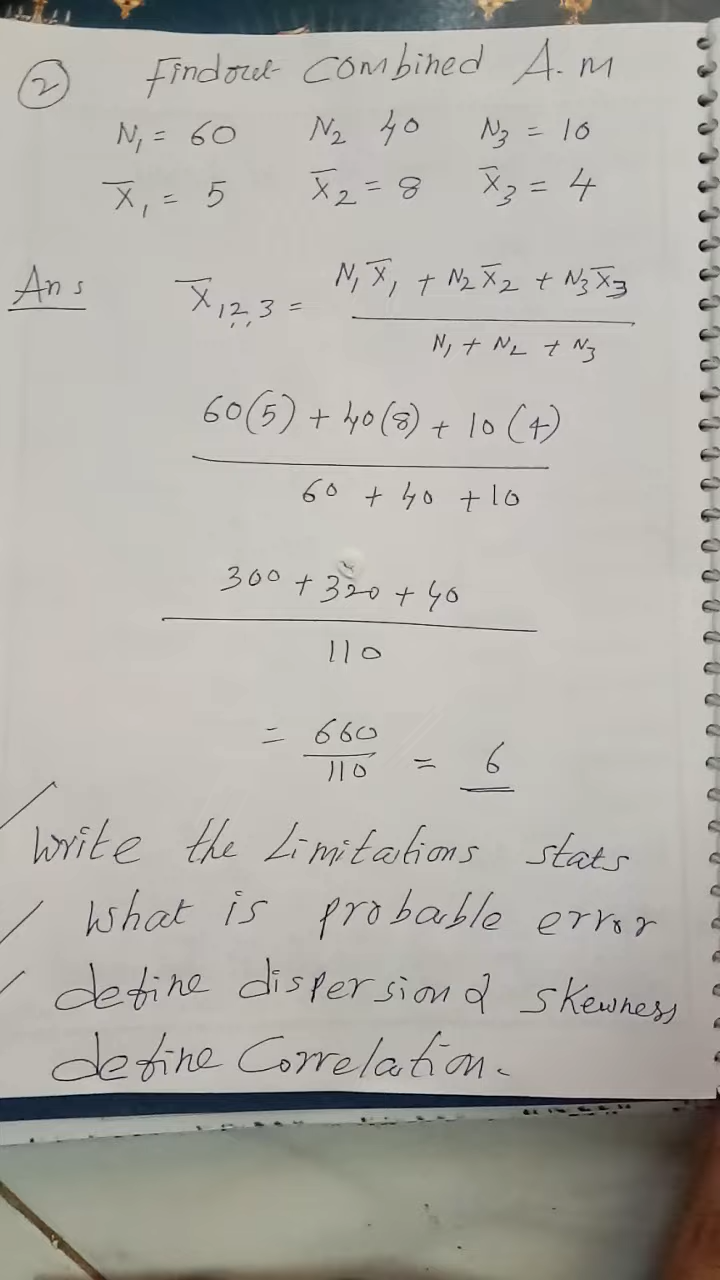 ② Findout Combined A.M
N₁ = 60 N₂ 40 N₃ = 10
X̄₁ = 5 X̄₂ = 8 X̄₃ = 4
Ans X̄₁₂,,₃ = N₁X̄₁ + N₂X̄₂ + N₃X̄₃
N₁ + N₂ + N₃
60(5) + 40(8) + 10(4)
60 + 40 + 10
300 + 320 + 40
110
= 660
110 = 6
Write the Limitations stats
What is probable error
define dispersion & skewness
define Correlation.